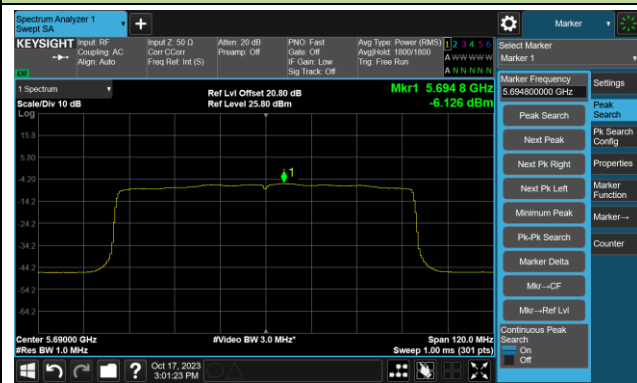 Spectrum Analyzer 1
Swept SA
Marker
KEYSIGHT
Input: RF
Coupling: AC
Align: Auto
Input Z: 50 Ω
Corr CCorr
Freq Ref: Int (S)
Atten: 20 dB
Preamp: Off
PNO: Fast
Gate: Off
IF Gain: Low
Sig Track: Off
Avg Type: Power (RMS)
Avg|Hold: 1800/1800
Trig: Free Run
1 2 3 4 5 6
A W W W W W
A N N N N N
Select Marker
Marker 1
1 Spectrum
Scale/Div 10 dB
Log
Ref Lvl Offset 20.80 dB
Ref Level 25.80 dBm
Mkr1 5.694 8 GHz
-6.126 dBm
15.8
5.80
-4.20
-14.2
-24.2
-34.2
-44.2
-54.2
-64.2
1
Center 5.69000 GHz
#Res BW 1.0 MHz
#Video BW 3.0 MHz*
Span 120.0 MHz
Sweep 1.00 ms (301 pts)
Marker Frequency
5.694800000 GHz
Peak Search
Next Peak
Next Pk Right
Next Pk Left
Minimum Peak
Pk-Pk Search
Marker Delta
Mkr→CF
Mkr→Ref Lvl
Continuous Peak
Search
On
Off
Settings
Peak
Search
Pk Search
Config
Properties
Marker
Function
Marker→
Counter
?
Oct 17, 2023
3:01:23 PM